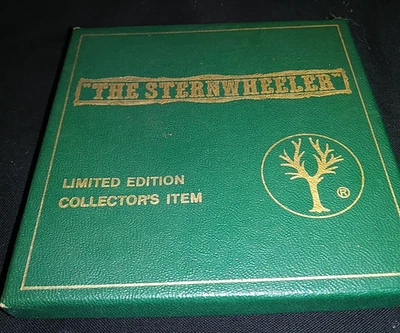 "THE STERNWHEELER"
LIMITED EDITION
COLLECTOR'S ITEM
®